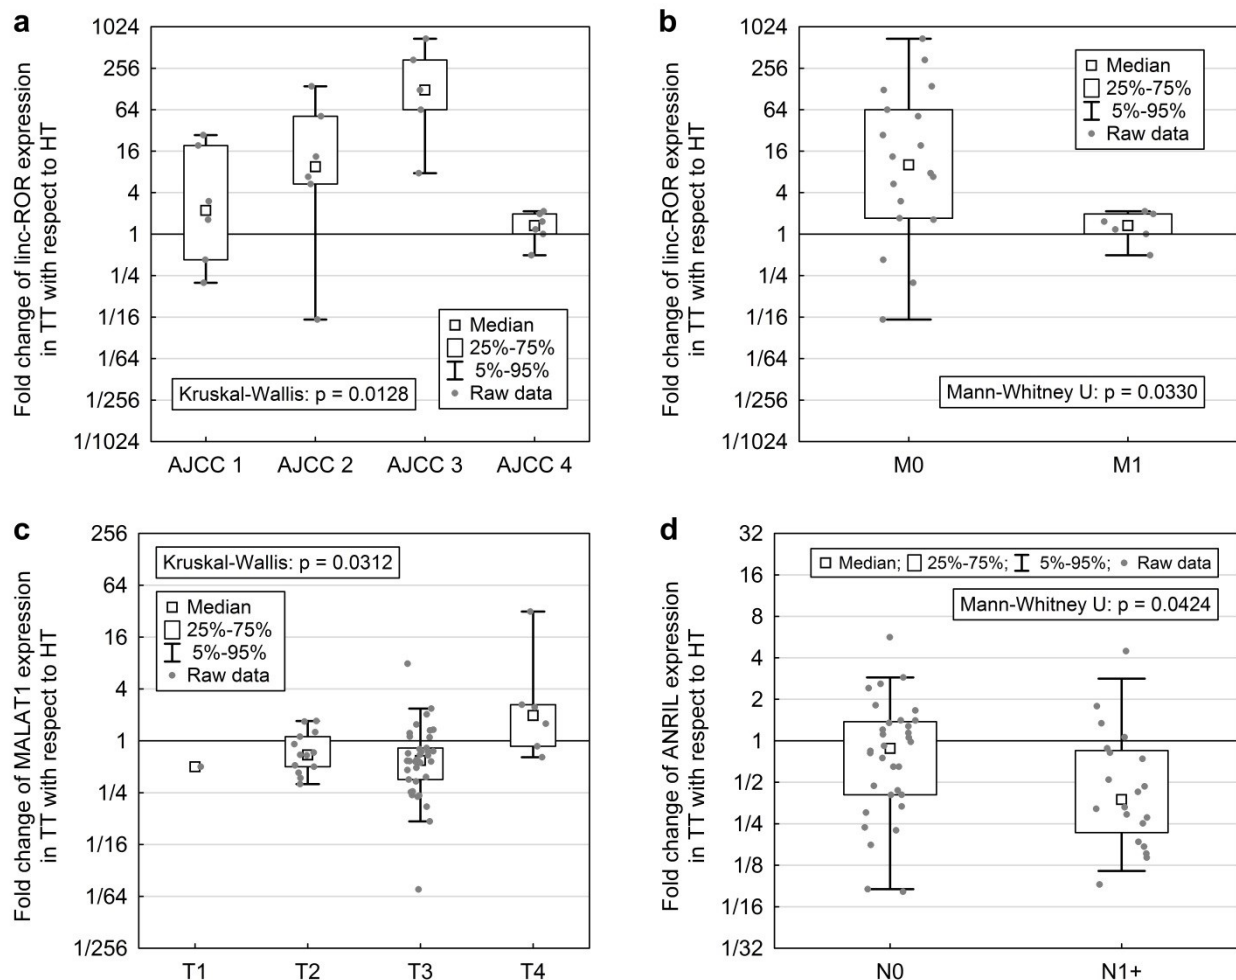 a
Fold change of linc-ROR expression
in TT with respect to HT
1024
256
64
16
4
1
1/4
1/16
1/64
1/256
1/1024
Median
25%-75%
5%-95%
Raw data
Kruskal-Wallis: p = 0.0128
AJCC 1
AJCC 2
AJCC 3
AJCC 4
b
Fold change of linc-ROR expression
in TT with respect to HT
1024
256
64
16
4
1
1/4
1/16
1/64
1/256
1/1024
Median
25%-75%
5%-95%
Raw data
Mann-Whitney U: p = 0.0330
M0
M1
c
Fold change of MALAT1 expression
in TT with respect to HT
256
64
16
4
1
1/4
1/16
1/64
1/256
Kruskal-Wallis: p = 0.0312
Median
25%-75%
5%-95%
Raw data
T1
T2
T3
T4
d
Fold change of ANRIL expression
in TT with respect to HT
32
16
8
4
2
1
1/2
1/4
1/8
1/16
1/32
Median; 25%-75%; 5%-95%; Raw data
Mann-Whitney U: p = 0.0424
N0
N1+